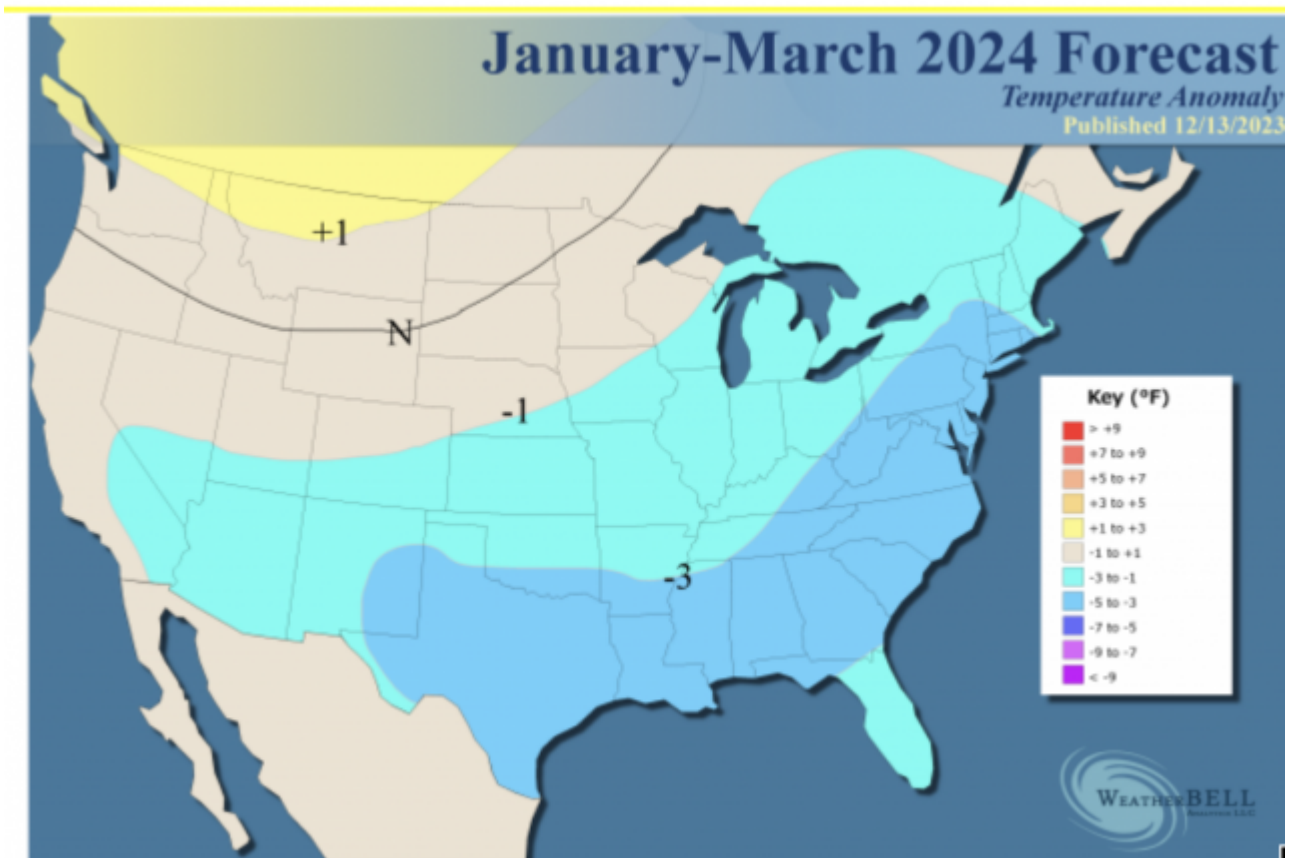 January-March 2024 Forecast
Temperature Anomaly
Published 12/13/2023
+1
N
-1
-3
Key (°F)
> +9
+7 to +9
+5 to +7
+3 to +5
+1 to +3
-1 to +1
-3 to -1
-5 to -3
-7 to -5
-9 to -7
< -9
WEATHERBELL